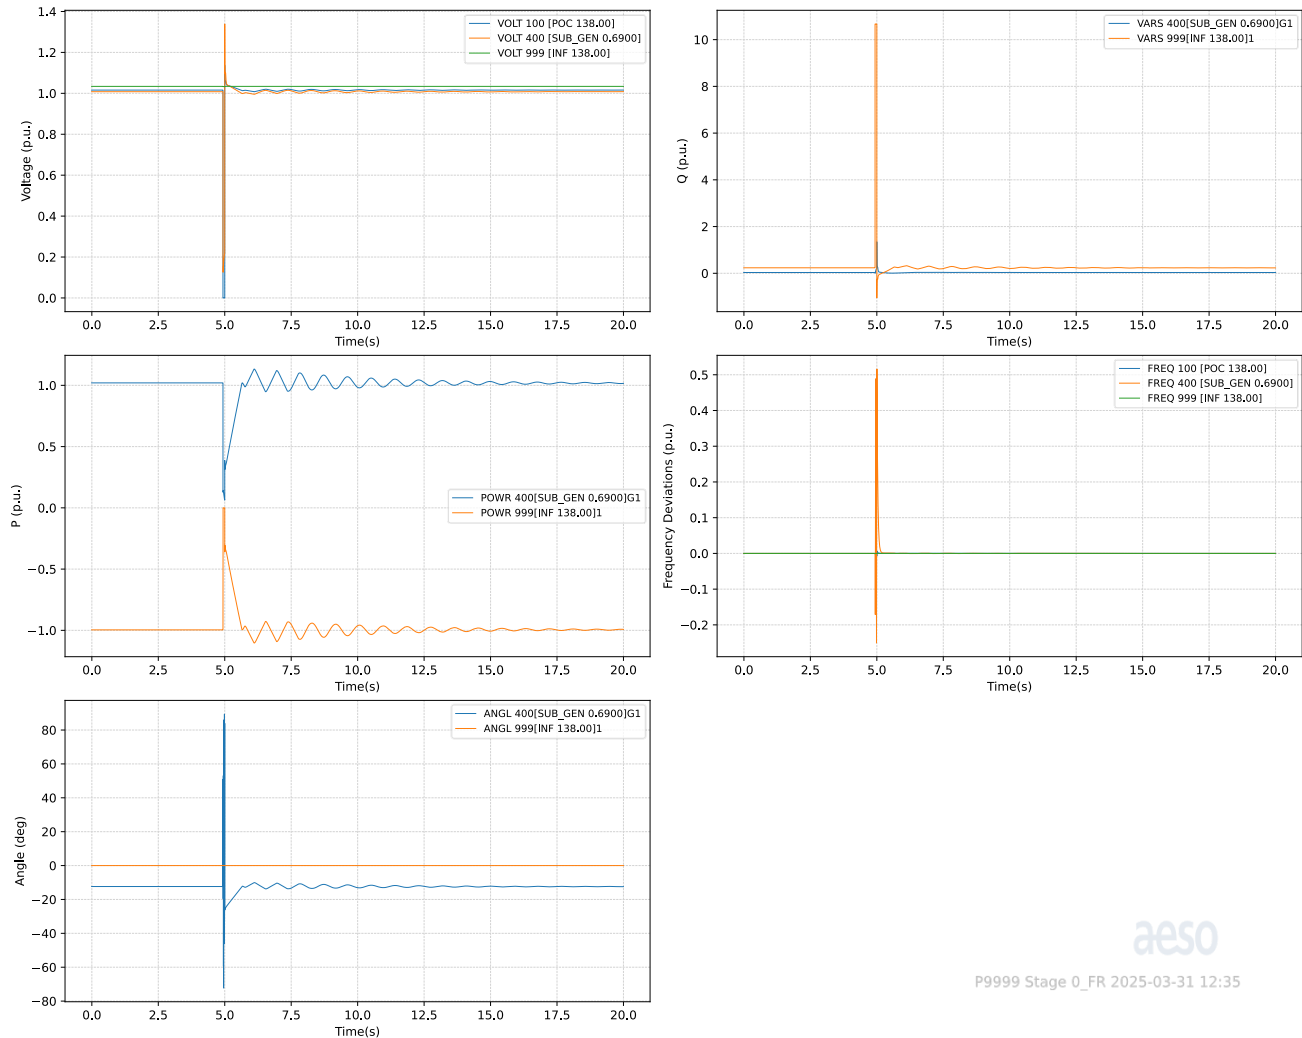 1.4
1.2
1.0
0.8
0.6
0.4
0.2
0.0
Voltage (p.u.)
VOLT 100 [POC 138.00]
VOLT 400 [SUB_GEN 0.6900]
VOLT 999 [INF 138.00]
0.0 2.5 5.0 7.5 10.0 12.5 15.0 17.5 20.0
Time(s)
10
8
6
4
2
0
Q (p.u.)
VARS 400[SUB_GEN 0.6900]G1
VARS 999[INF 138.00]1
0.0 2.5 5.0 7.5 10.0 12.5 15.0 17.5 20.0
Time(s)
1.0
0.5
0.0
−0.5
−1.0
P (p.u.)
POWR 400[SUB_GEN 0.6900]G1
POWR 999[INF 138.00]1
0.0 2.5 5.0 7.5 10.0 12.5 15.0 17.5 20.0
Time(s)
0.5
0.4
0.3
0.2
0.1
0.0
−0.1
−0.2
Frequency Deviations (p.u.)
FREQ 100 [POC 138.00]
FREQ 400 [SUB_GEN 0.6900]
FREQ 999 [INF 138.00]
0.0 2.5 5.0 7.5 10.0 12.5 15.0 17.5 20.0
Time(s)
80
60
40
20
0
−20
−40
−60
−80
Angle (deg)
ANGL 400[SUB_GEN 0.6900]G1
ANGL 999[INF 138.00]1
0.0 2.5 5.0 7.5 10.0 12.5 15.0 17.5 20.0
Time(s)
aeso
P9999 Stage 0_FR 2025-03-31 12:35